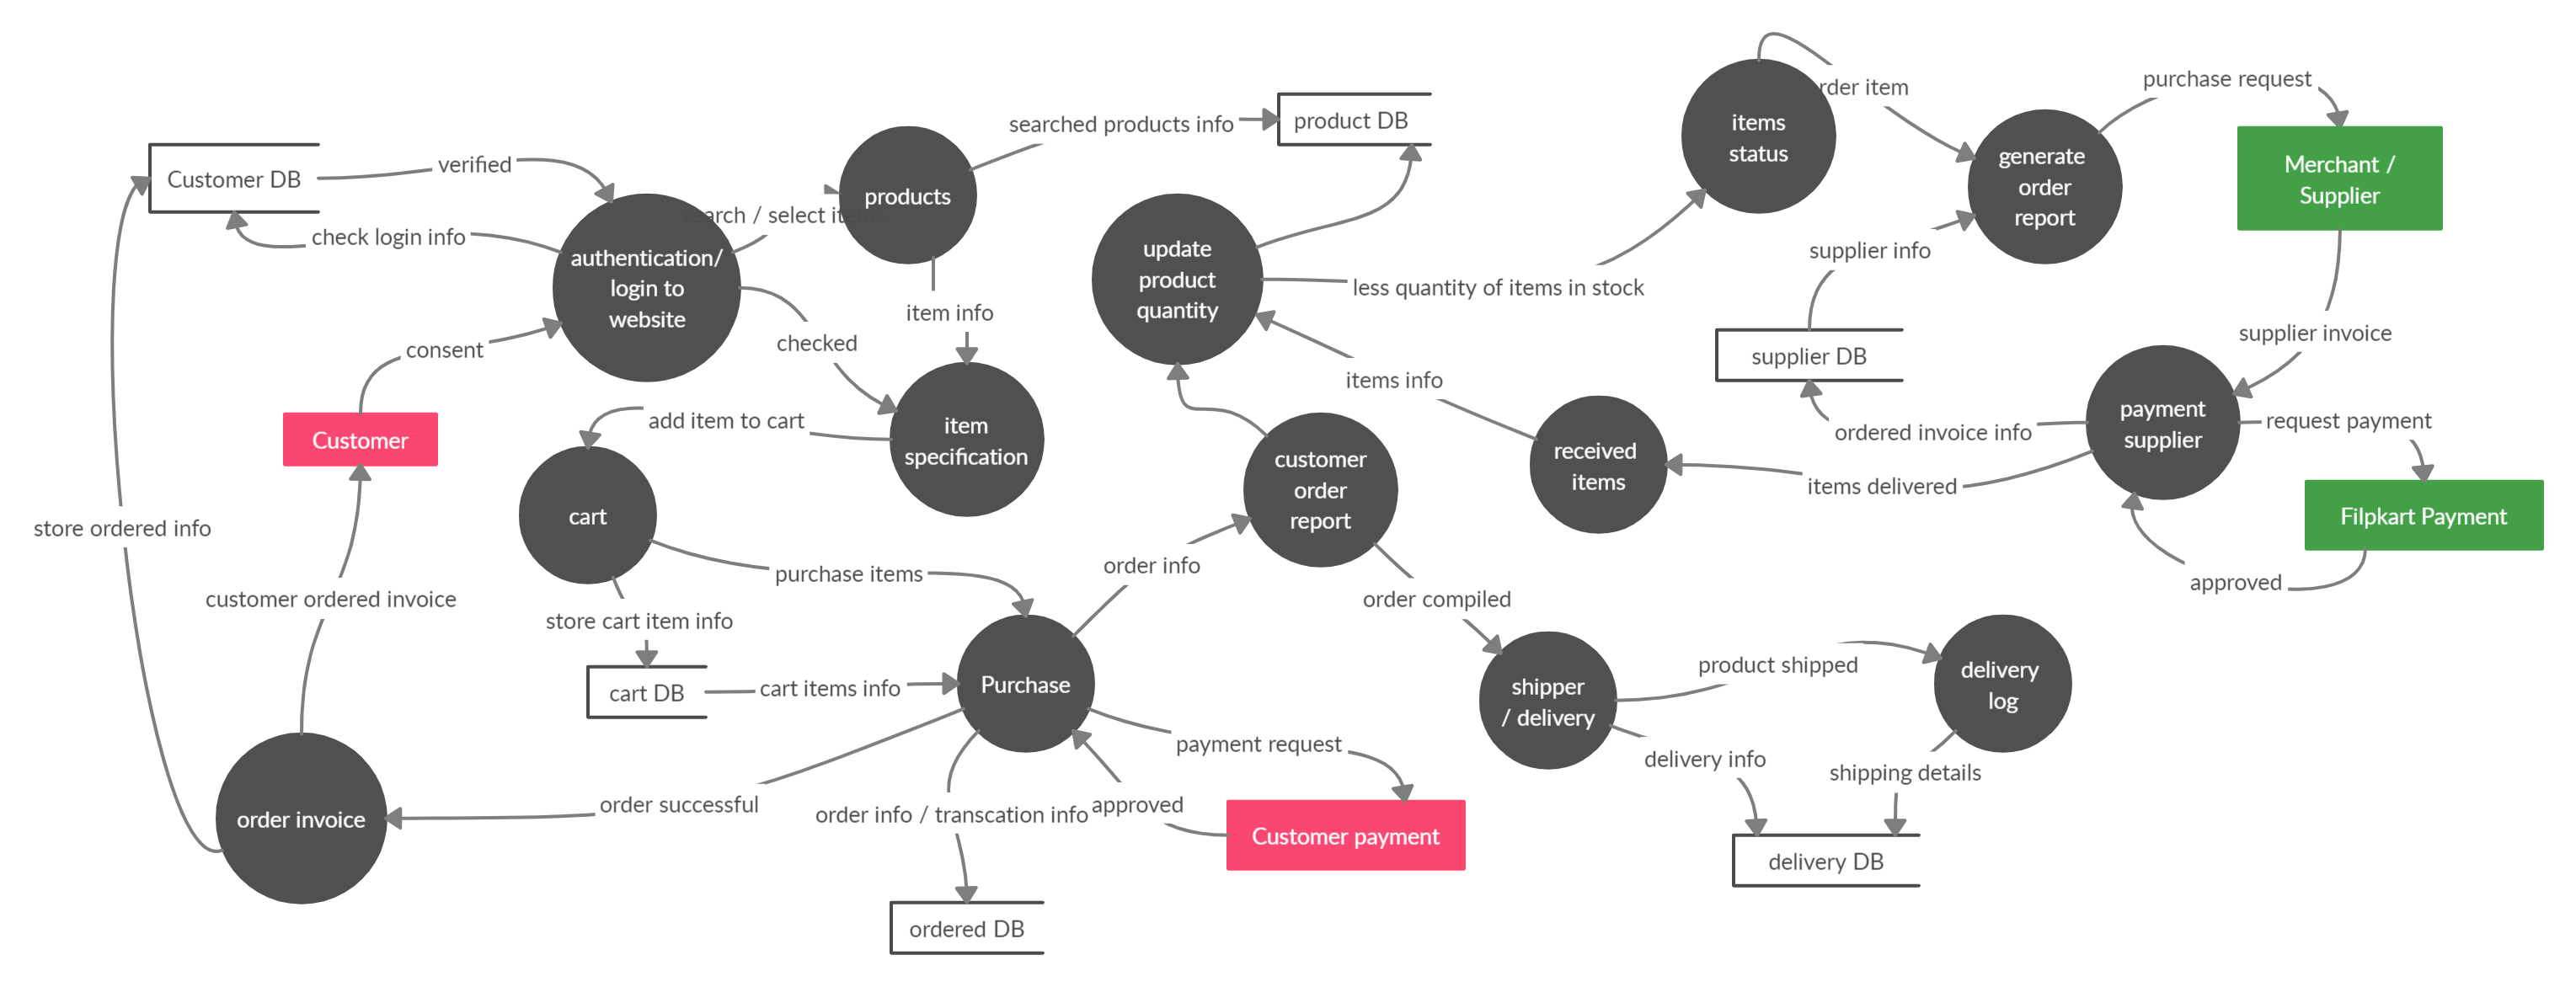 Customer DB
verified
check login info
authentication/
login to
website
search / select items
products
searched products info
product DB
item info
checked
item
specification
consent
Customer
add item to cart
cart
store cart item info
cart DB
cart items info
purchase items
Purchase
store ordered info
customer ordered invoice
order invoice
order successful
order info / transcation info
ordered DB
payment request
approved
Customer payment
order info
customer
order
report
update
product
quantity
less quantity of items in stock
items info
received
items
items
status
rder item
generate
order
report
purchase request
Merchant /
Supplier
supplier info
supplier DB
supplier invoice
payment
supplier
ordered invoice info
items delivered
request payment
Filpkart Payment
approved
order compiled
shipper
/ delivery
product shipped
delivery
log
delivery info
shipping details
delivery DB